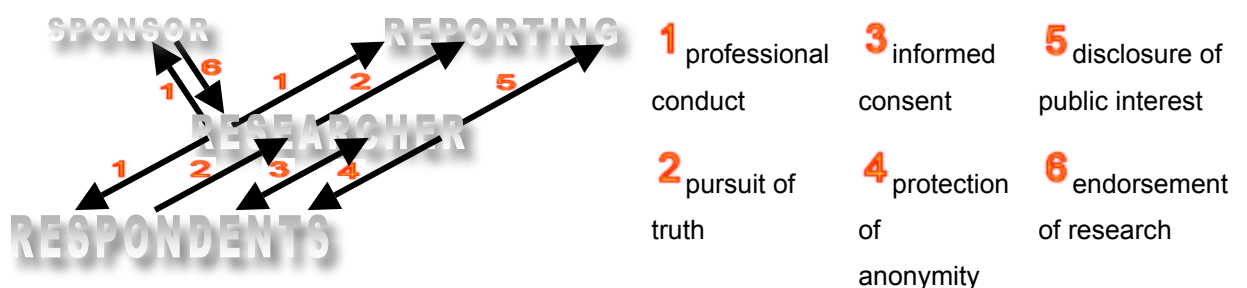 SPONSOR
REPORTING
6
1
1
2
5
RESEARCHER
1
2
3
4
RESPONDENTS
1 professional
conduct
2 pursuit of
truth
3 informed
consent
4 protection
of
anonymity
5 disclosure of
public interest
6 endorsement
of research